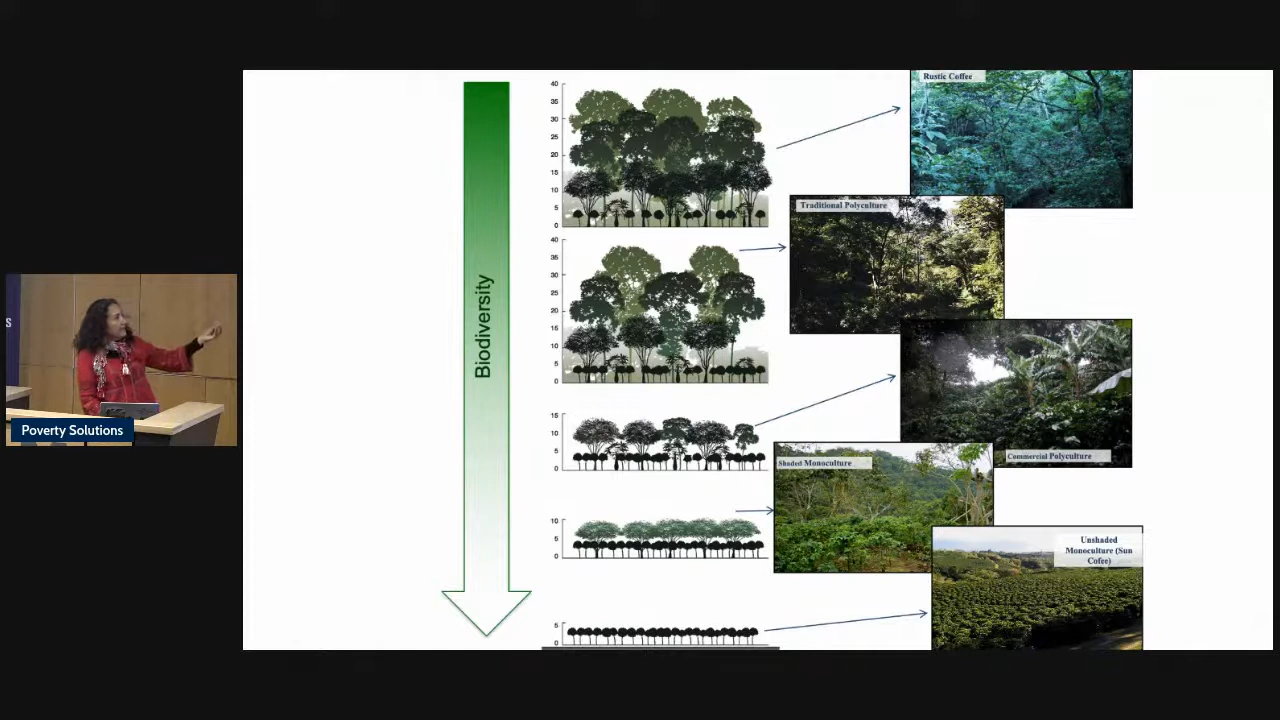 Biodiversity
40
35
30
25
20
15
10
5
0
40
35
30
25
20
15
10
5
0
15
10
5
0
10
5
0
5
0
Rustic Coffee
Traditional Polyculture
Commercial Polyculture
Shaded Monoculture
Unshaded
Monoculture (Sun
Cofee)
S
Poverty Solutions